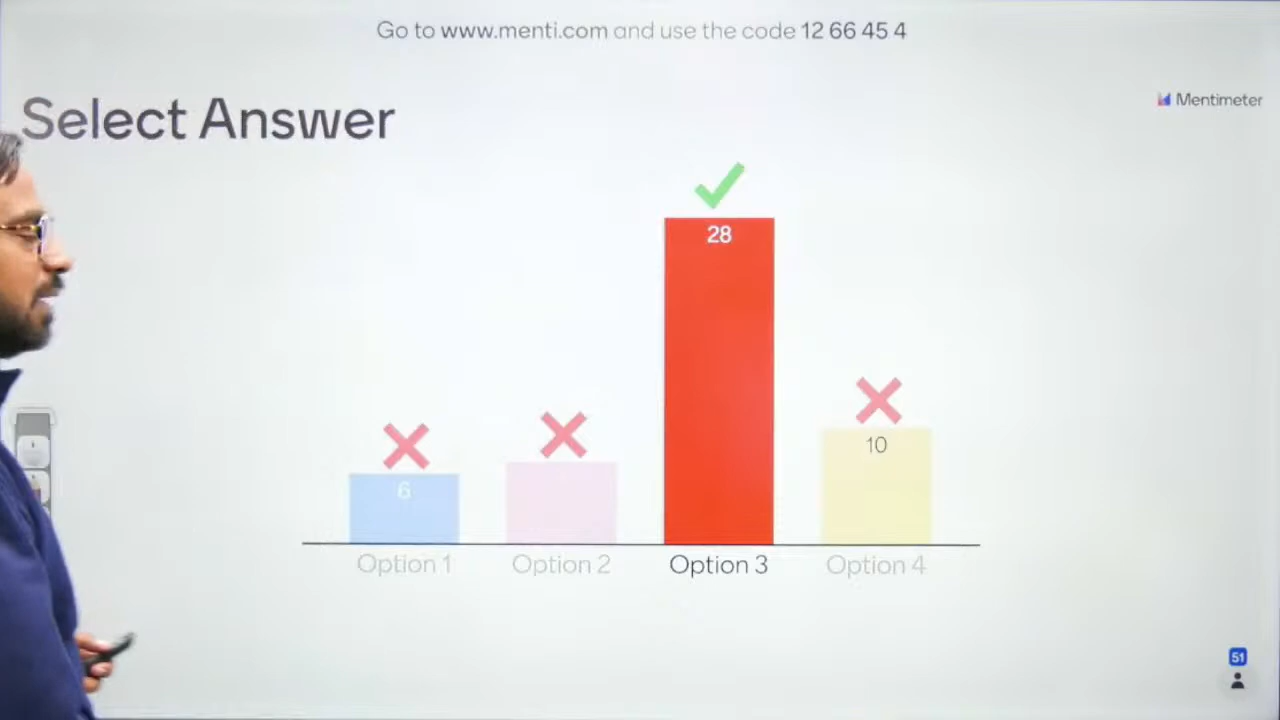 Go to www.menti.com and use the code 12 66 45 4
Mentimeter
Select Answer
28
10
6
Option 1
Option 2
Option 3
Option 4
51